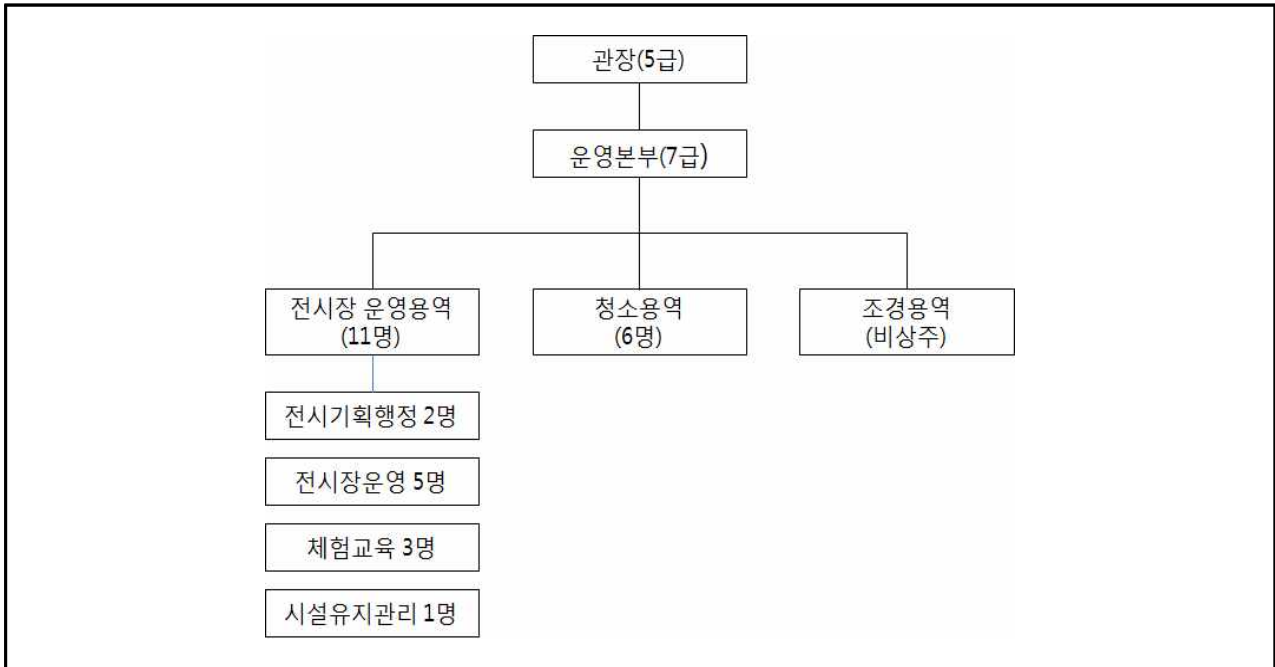 관장(5급)
운영본부(7급)
전시장 운영용역
(11명)
청소용역
(6명)
조경용역
(비상주)
전시기획행정 2명
전시장운영 5명
체험교육 3명
시설유지관리 1명